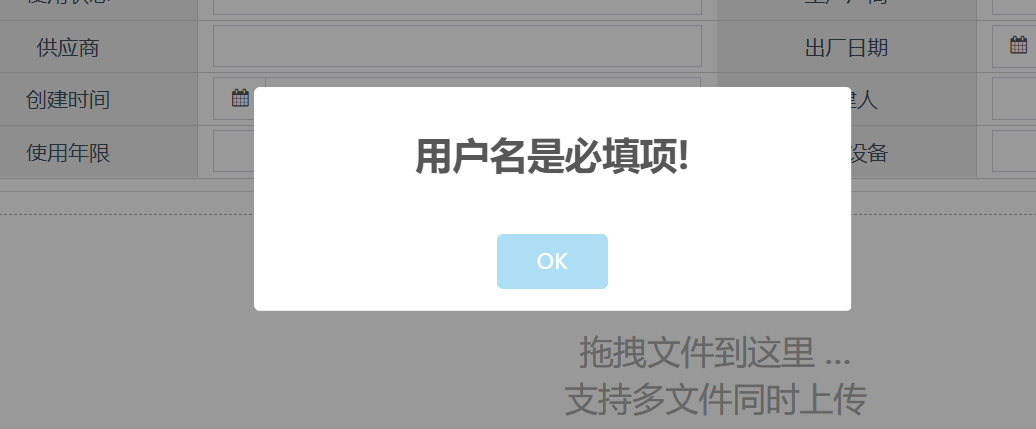 供应商
出厂日期
创建时间
建人
使用年限
设备
用户名是必填项!
OK
拖拽文件到这里 ...
支持多文件同时上传